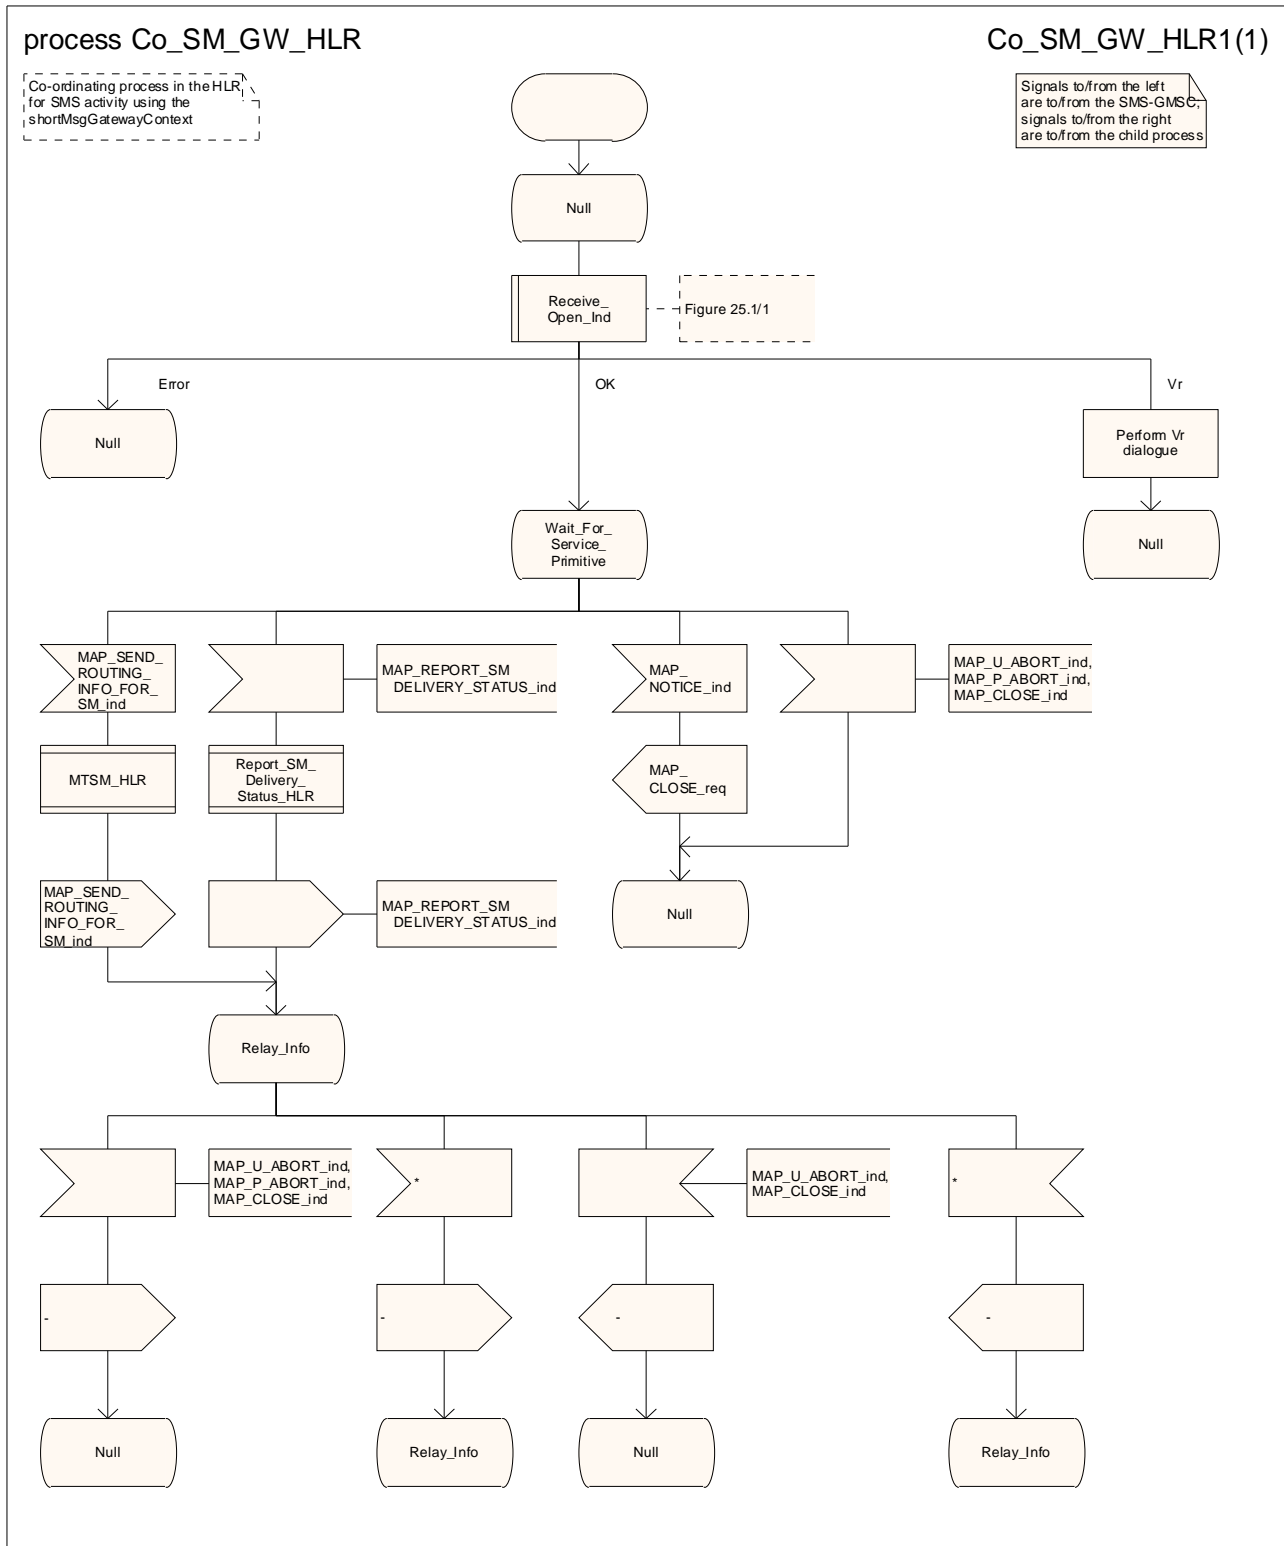 process Co_SM_GW_HLR
Co_SM_GW_HLR1(1)
Co-ordinating process in the HLR
for SMS activity using the
shortMsgGatewayContext
Signals to/from the left
are to/from the SMS-GMSC;
signals to/from the right
are to/from the child process
Null
Receive_
Open_Ind
Figure 25.1/1
Error
OK
Vr
Null
Perform Vr
dialogue
Wait_For_
Service_
Primitive
Null
MAP_SEND_
ROUTING_
INFO_FOR_
SM_ind
MAP_REPORT_SM
DELIVERY_STATUS_ind
MAP_
NOTICE_ind
MAP_U_ABORT_ind,
MAP_P_ABORT_ind,
MAP_CLOSE_ind
MTSM_HLR
Report_SM_
Delivery_
Status_HLR
MAP_
CLOSE_req
MAP_SEND_
ROUTING_
INFO_FOR_
SM_ind
MAP_REPORT_SM
DELIVERY_STATUS_ind
Null
Relay_Info
MAP_U_ABORT_ind,
MAP_P_ABORT_ind,
MAP_CLOSE_ind
*
MAP_U_ABORT_ind,
MAP_CLOSE_ind
*
-
-
-
-
Null
Relay_Info
Null
Relay_Info